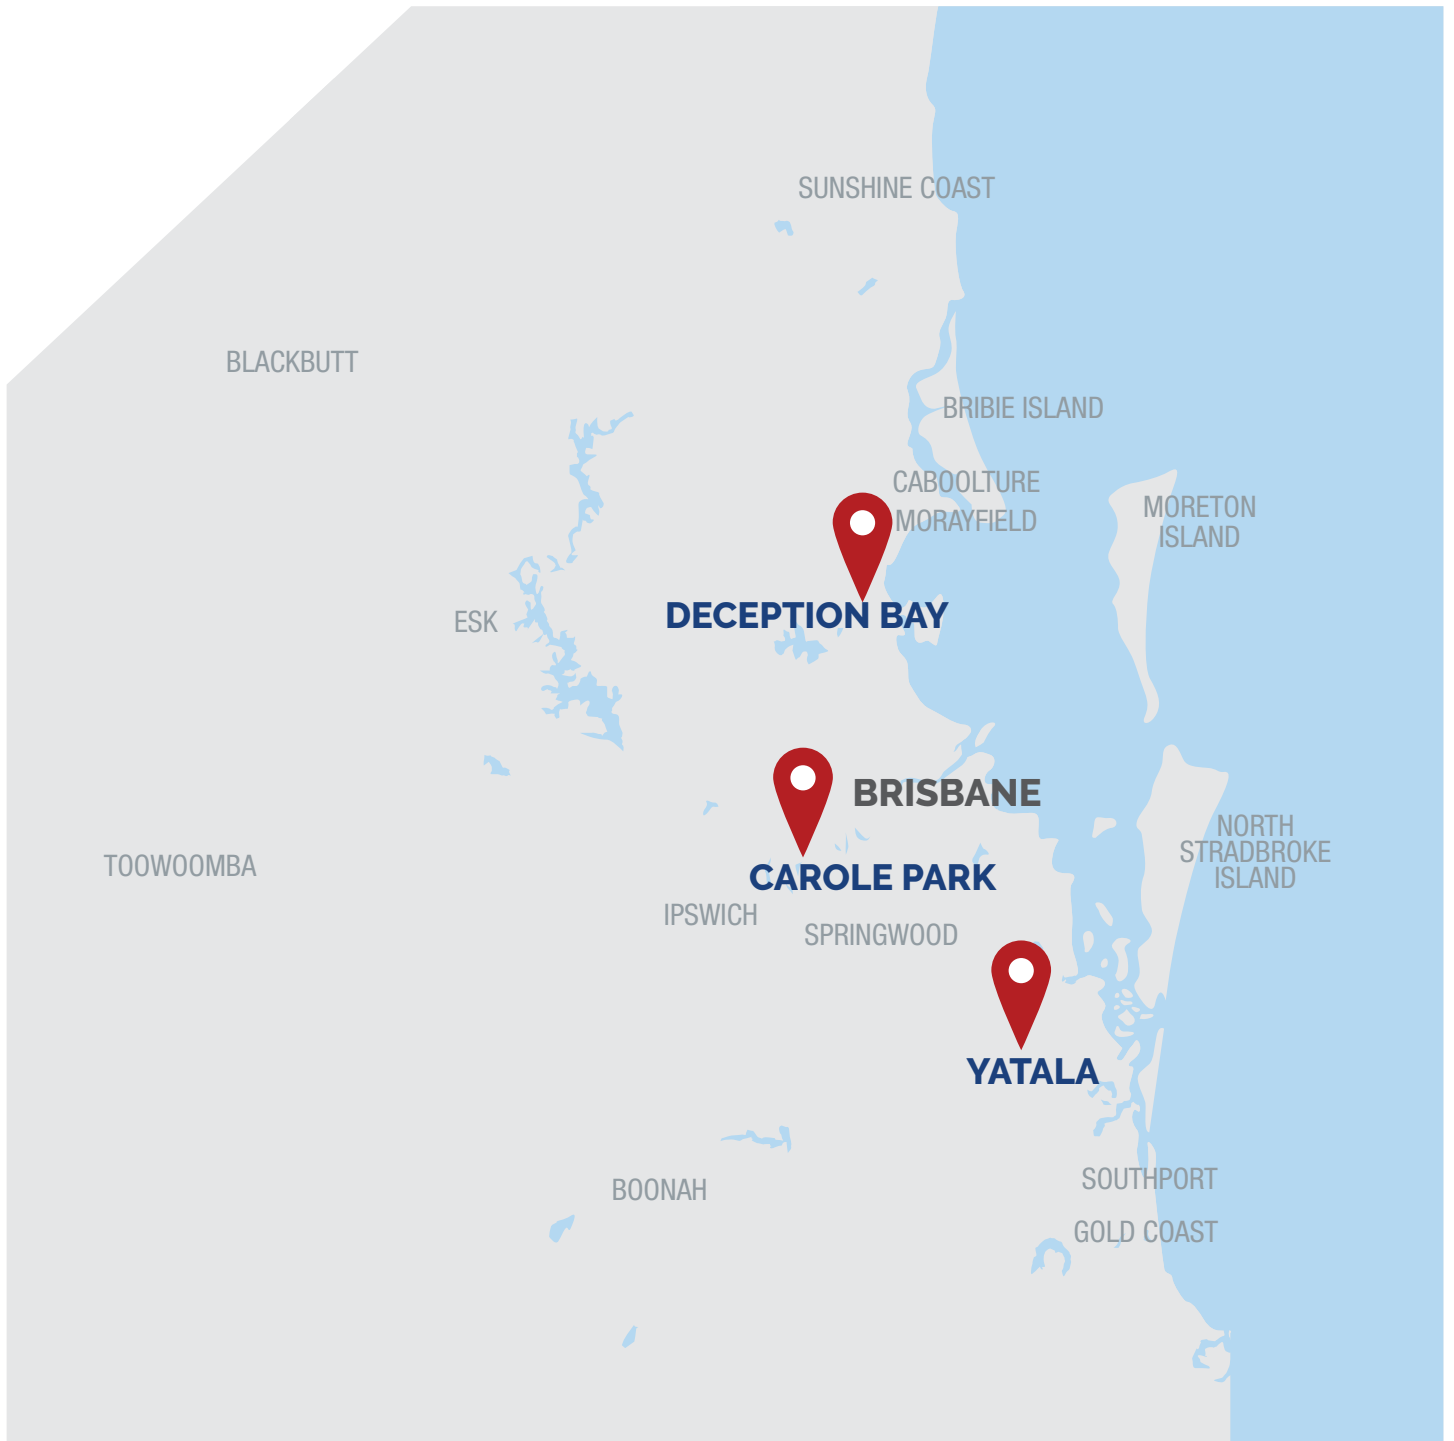 SUNSHINE COAST
BLACKBUTT
BRIBIE ISLAND
CABOOLTURE
MORAYFIELD
MORETON
ISLAND
DECEPTION BAY
ESK
BRISBANE
NORTH
STRADBROKE
ISLAND
TOOWOOMBA
CAROLE PARK
IPSWICH
SPRINGWOOD
YATALA
SOUTHPORT
BOONAH
GOLD COAST